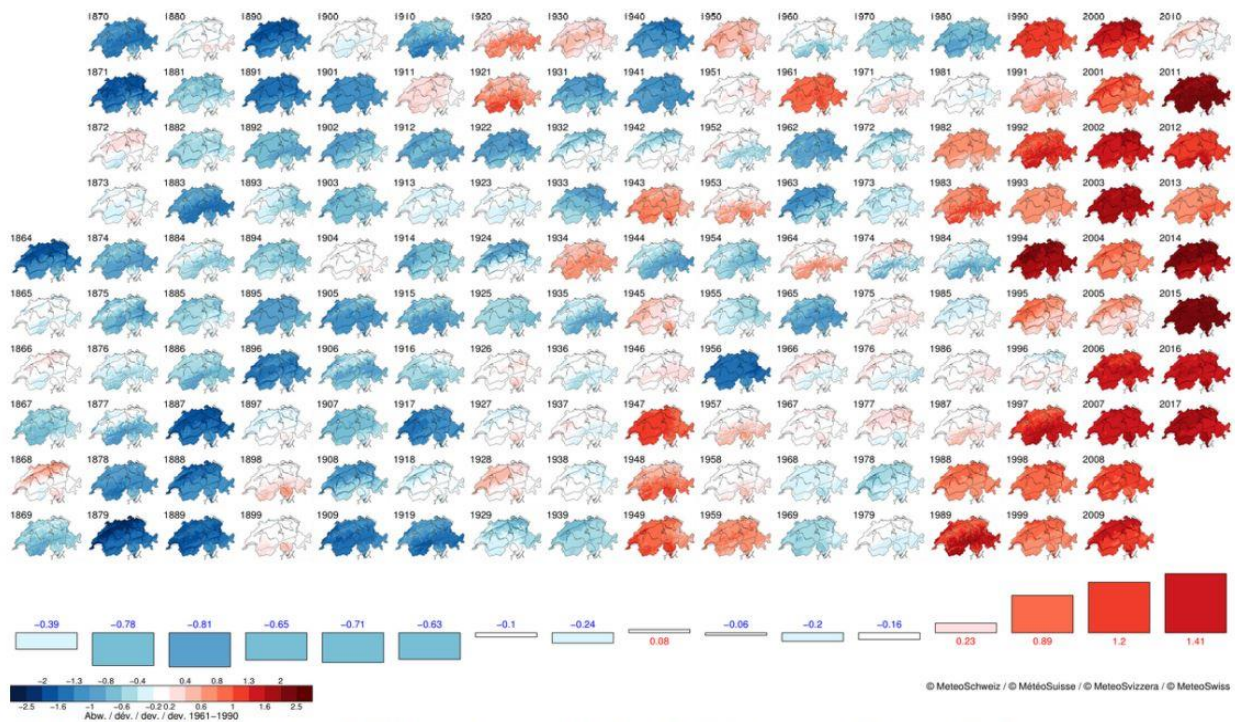 1870 1880 1890 1900 1910 1920 1930 1940 1950 1960 1970 1980 1990 2000 2010
1871 1881 1891 1901 1911 1921 1931 1941 1951 1961 1971 1981 1991 2001 2011
1872 1882 1892 1902 1912 1922 1932 1942 1952 1962 1972 1982 1992 2002 2012
1873 1883 1893 1903 1913 1923 1933 1943 1953 1963 1973 1983 1993 2003 2013
1864 1874 1884 1894 1904 1914 1924 1934 1944 1954 1964 1974 1984 1994 2004 2014
1865 1875 1885 1895 1905 1915 1925 1935 1945 1955 1965 1975 1985 1995 2005 2015
1866 1876 1886 1896 1906 1916 1926 1936 1946 1956 1966 1976 1986 1996 2006 2016
1867 1877 1887 1897 1907 1917 1927 1937 1947 1957 1967 1977 1987 1997 2007 2017
1868 1878 1888 1898 1908 1918 1928 1938 1948 1958 1968 1978 1988 1998 2008
1869 1879 1889 1899 1909 1919 1929 1939 1949 1959 1969 1979 1989 1999 2009
−0.39 −0.78 −0.81 −0.65 −0.71 −0.63 −0.1 −0.24 0.08 −0.06 −0.2 −0.16 0.23 0.89 1.2 1.41
−2 −1.3 −0.8 −0.4 0.4 0.8 1.3 2
−2.5 −1.6 −1 −0.6 −0.2 0.2 0.6 1 1.6 2.5
Abw. / dév. / dev. / dev. 1961−1990
© MeteoSchweiz / © MétéoSuisse / © MeteoSvizzera / © MeteoSwiss